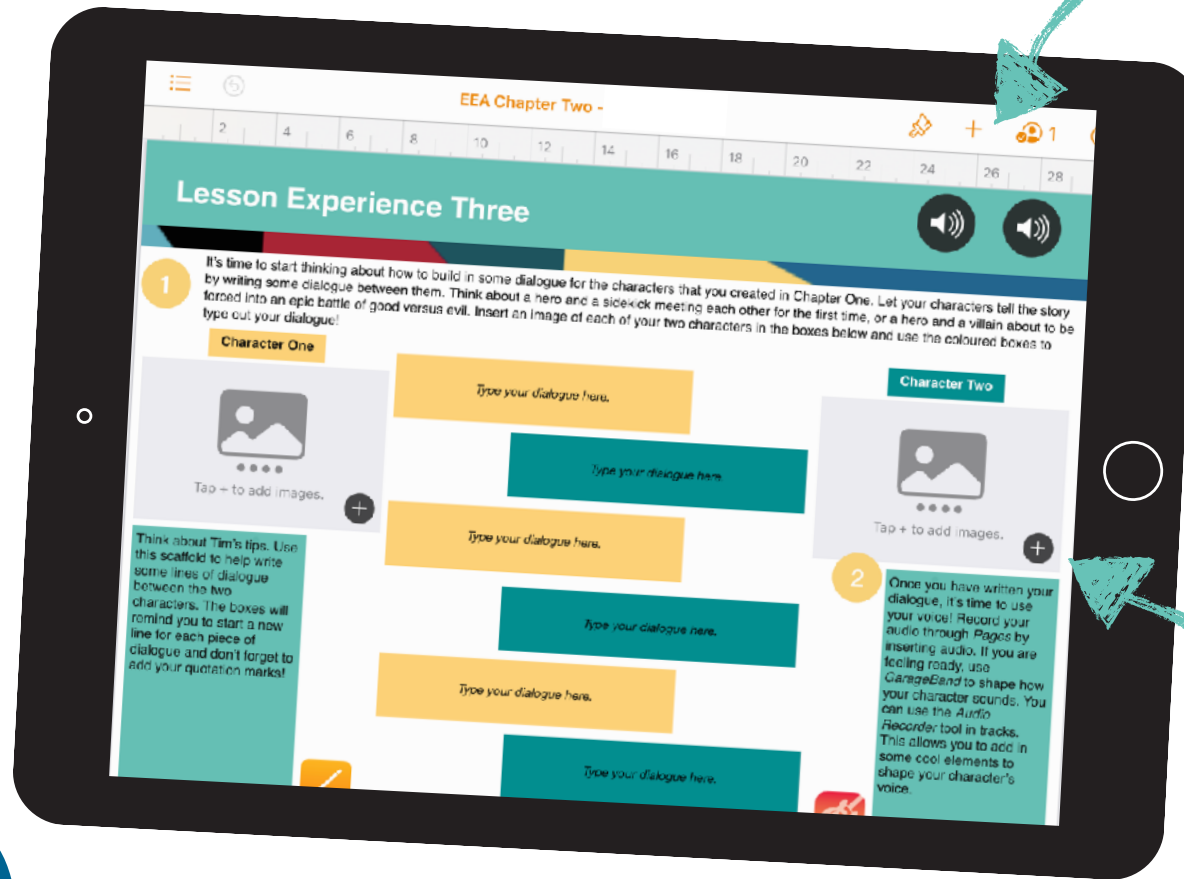 EEA Chapter Two -
1
2 4 6 8 10 12 14 16 18 20 22 24 26 28
Lesson Experience Three
1
It's time to start thinking about how to build in some dialogue for the characters that you created in Chapter One. Let your characters tell the story
by writing some dialogue between them. Think about a hero and a sidekick meeting each other for the first time, or a hero and a villain about to be
forced into an epic battle of good versus evil. Insert an image of each of your two characters in the boxes below and use the coloured boxes to
type out your dialogue!
Character One
Tap + to add images.
Think about Tim's tips. Use
this scaffold to help write
some lines of dialogue
between the two
characters. The boxes will
remind you to start a new
line for each piece of
dialogue and don't forget to
add your quotation marks!
Type your dialogue here.
Type your dialogue here.
Type your dialogue here.
Type your dialogue here.
Type your dialogue here.
Type your dialogue here.
Character Two
Tap + to add images.
2
Once you have written your
dialogue, it's time to use
your voice! Record your
audio through Pages by
inserting audio. If you are
feeling ready, use
GarageBand to shape how
your character sounds. You
can use the Audio
Recorder tool in tracks.
This allows you to add in
some cool elements to
shape your character's
voice.